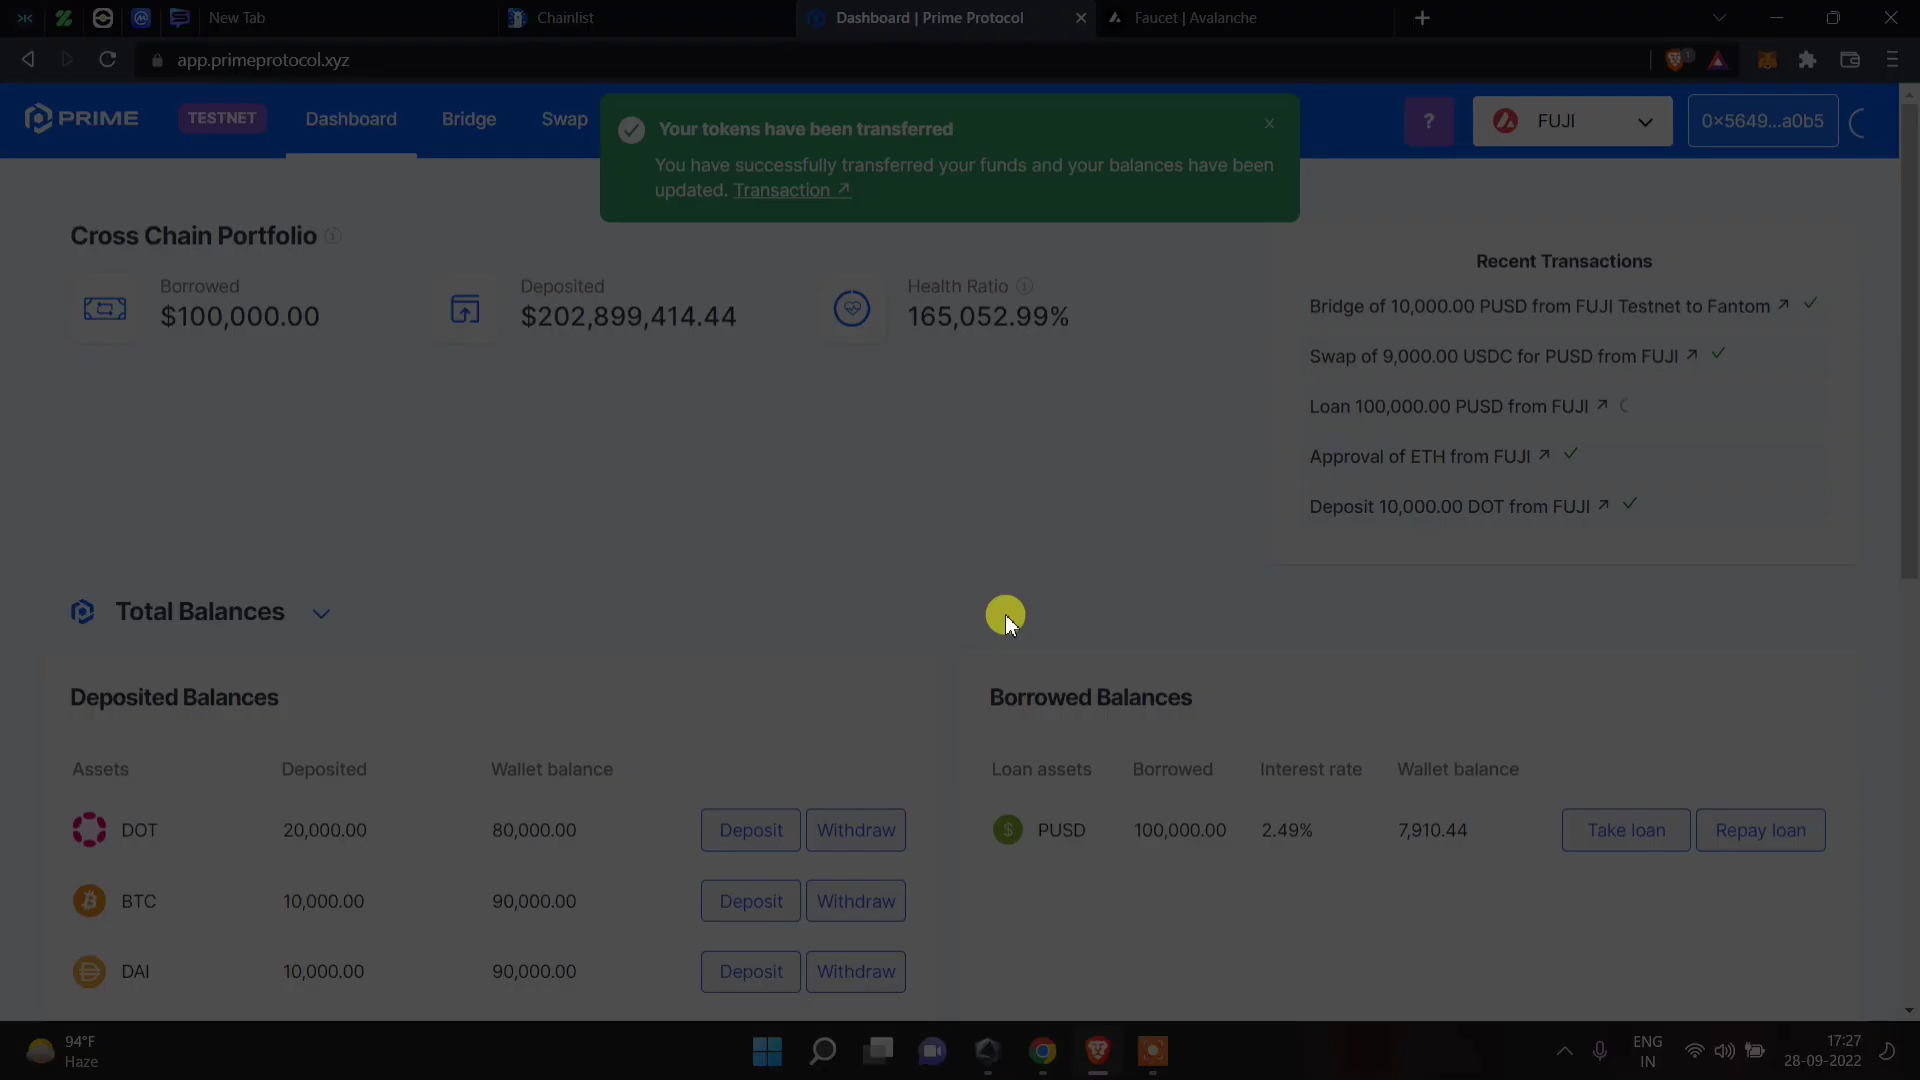 New Tab
Chainlist
Dashboard | Prime Protocol
Faucet | Avalanche
app.primeprotocol.xyz
1
PRIME
TESTNET
Dashboard
Bridge
Swap
Your tokens have been transferred
You have successfully transferred your funds and your balances have been
updated. Transaction ↗
?
FUJI
0×5649...a0b5
Cross Chain Portfolio
Borrowed
$100,000.00
Deposited
$202,899,414.44
Health Ratio
165,052.99%
Recent Transactions
Bridge of 10,000.00 PUSD from FUJI Testnet to Fantom ↗
Swap of 9,000.00 USDC for PUSD from FUJI ↗
Loan 100,000.00 PUSD from FUJI ↗
Approval of ETH from FUJI ↗
Deposit 10,000.00 DOT from FUJI ↗
Total Balances
Deposited Balances
Assets Deposited Wallet balance
DOT 20,000.00 80,000.00 Deposit Withdraw
BTC 10,000.00 90,000.00 Deposit Withdraw
DAI 10,000.00 90,000.00 Deposit Withdraw
Borrowed Balances
Loan assets Borrowed Interest rate Wallet balance
PUSD 100,000.00 2.49% 7,910.44 Take loan Repay loan
94°F
Haze
ENG
IN
17:27
28-09-2022